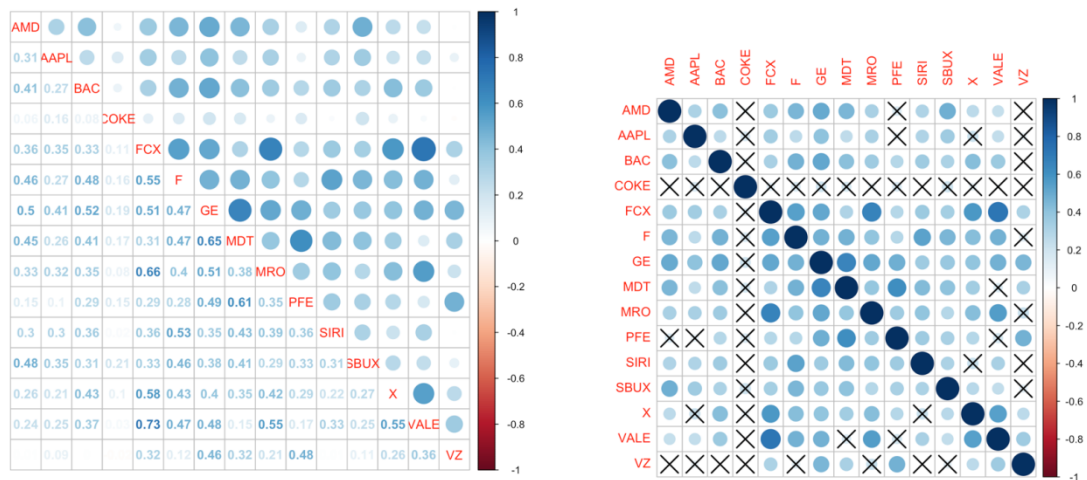 AMD
0.31 AAPL
0.41 0.27 BAC
0.05 0.16 0.08 COKE
0.36 0.35 0.33 0.11 FCX
0.46 0.27 0.48 0.16 0.55 F
0.5 0.41 0.52 0.19 0.51 0.47 GE
0.45 0.26 0.41 0.17 0.31 0.47 0.65 MDT
0.33 0.32 0.35 0.66 0.4 0.51 0.38 MRO
0.15 0.1 0.29 0.15 0.29 0.28 0.49 0.61 0.35 PFE
0.3 0.3 0.36 0.36 0.53 0.35 0.43 0.39 0.36 SIRI
0.48 0.35 0.31 0.21 0.33 0.46 0.38 0.41 0.29 0.33 0.31 SBUX
0.26 0.21 0.43 0.1 0.58 0.43 0.4 0.35 0.42 0.29 0.22 0.27 X
0.24 0.25 0.37 0.73 0.47 0.48 0.15 0.55 0.17 0.33 0.25 0.55 VALE
0.09 0.32 0.12 0.46 0.32 0.21 0.48 0.11 0.26 0.36 VZ
1
0.8
0.6
0.4
0.2
0
-0.2
-0.4
-0.6
-0.8
-1
AMD AAPL BAC COKE FCX F GE MDT MRO PFE SIRI SBUX X VALE VZ
AMD
AAPL
BAC
COKE
FCX
F
GE
MDT
MRO
PFE
SIRI
SBUX
X
VALE
VZ
1
0.8
0.6
0.4
0.2
0
-0.2
-0.4
-0.6
-0.8
-1